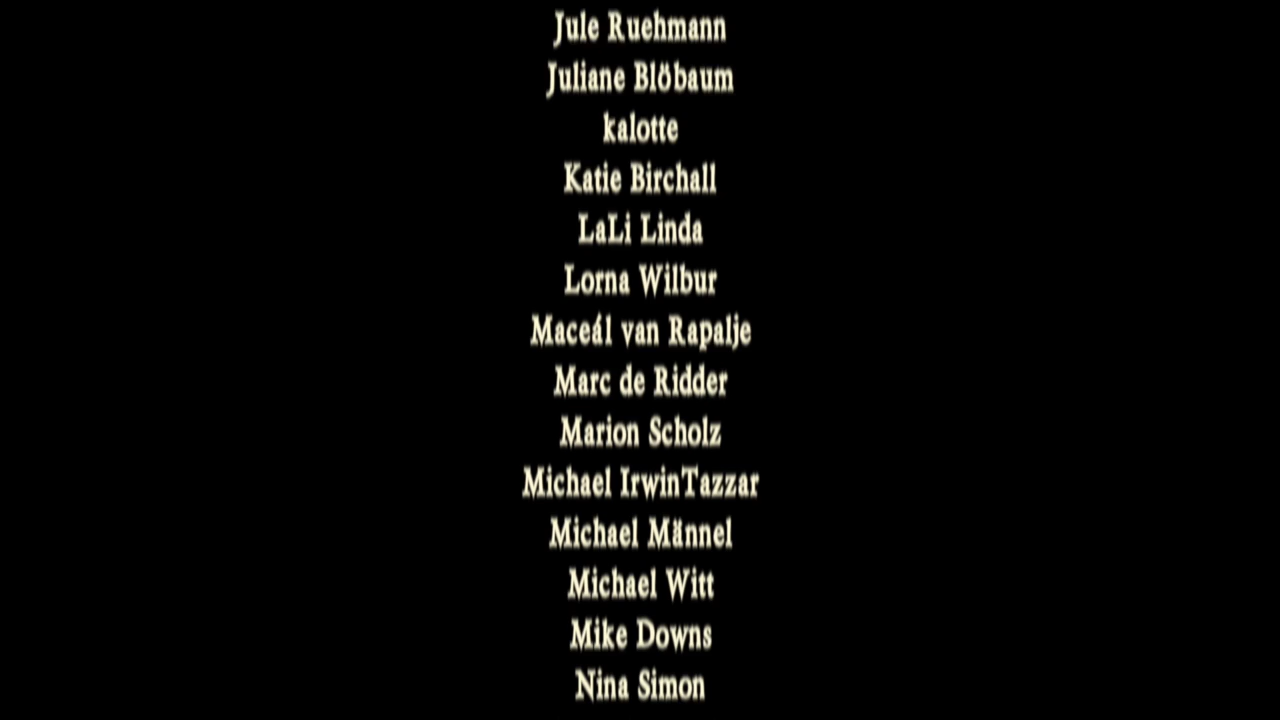 Jule Ruehmann
Juliane Blöbaum
kalotte
Katie Birchall
LaLi Linda
Lorna Wilbur
Maceál van Rapalje
Marc de Ridder
Marion Scholz
Michael IrwinTazzar
Michael Männel
Michael Witt
Mike Downs
Nina Simon